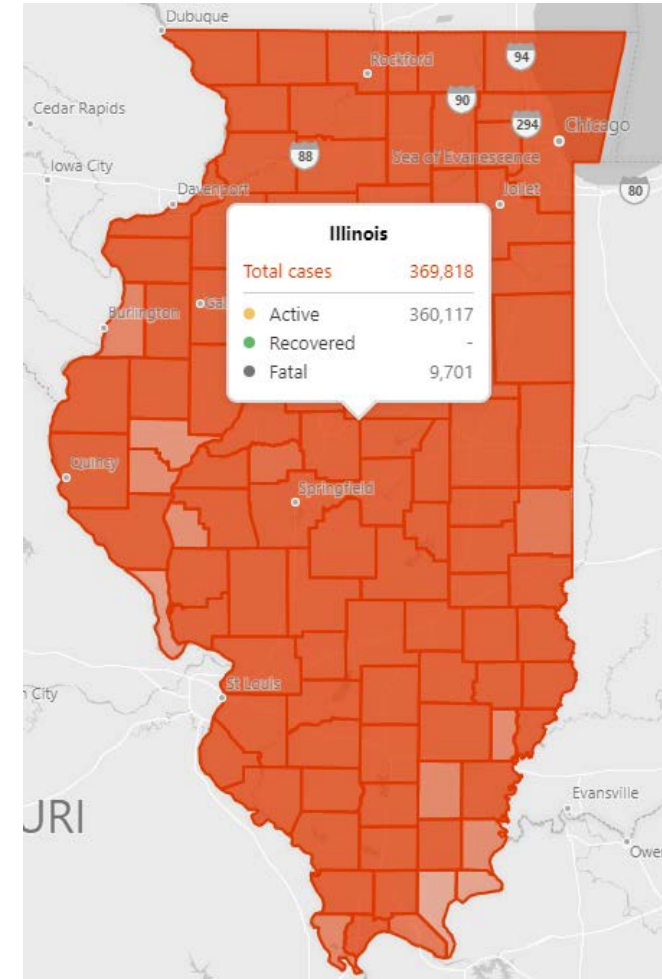 Dubuque
94
Rockford
Cedar Rapids
90
294
Chicago
88
Sea of Evanescence
Iowa City
Davenport
Joliet
80
Illinois
Total cases 369,818
Burlington
Active 360,117
Recovered -
Fatal 9,701
Quincy
Springfield
St Louis
City
URI
Evansville